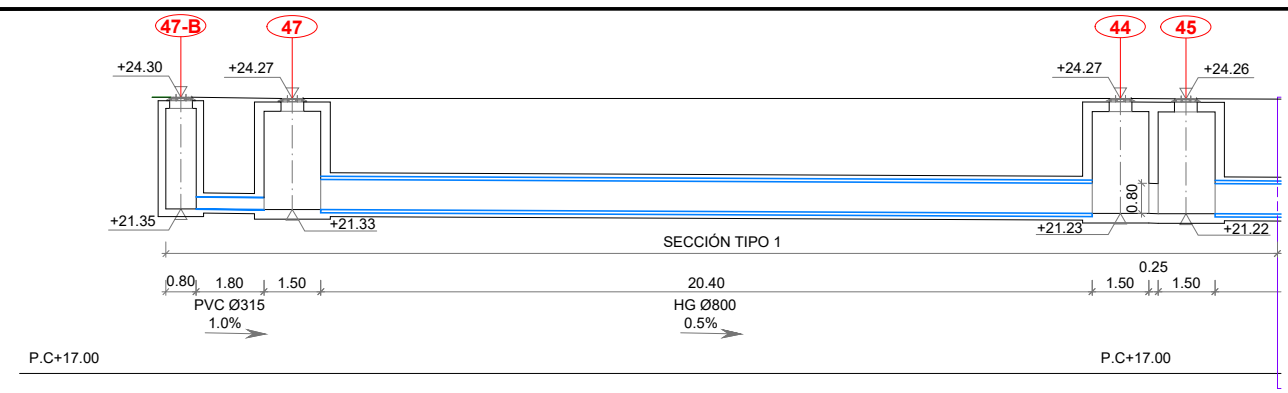 47-B 47 44 45
+24.30 +24.27 +24.27 +24.26
0.80
+21.35 +21.33 +21.23 +21.22
SECCIÓN TIPO 1
0.25
0.80 1.80 1.50 20.40 1.50 1.50
PVC Ø315 HG Ø800
1.0% 0.5%
P.C+17.00 P.C+17.00